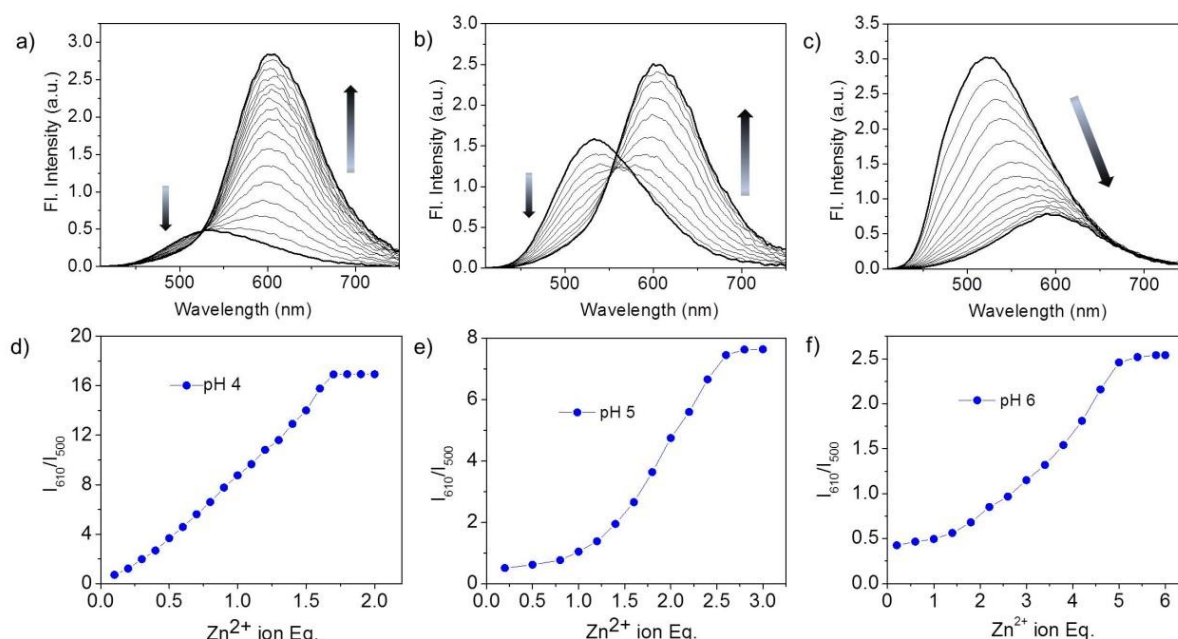 a)
3.0
2.5
2.0
1.5
1.0
0.5
0.0
Fl. Intensity (a.u.)
500 600 700
Wavelength (nm)
b)
3.0
2.5
2.0
1.5
1.0
0.5
0.0
Fl. Intensity (a.u.)
500 600 700
Wavelength (nm)
c)
3.5
3.0
2.5
2.0
1.5
1.0
0.5
0.0
Fl. Intensity (a.u.)
500 600 700
Wavelength (nm)
d)
20
16
12
8
4
0
I610/I500
pH 4
0.0 0.5 1.0 1.5 2.0
Zn2+ ion Eq.
e)
8
6
4
2
0
I610/I500
pH 5
0.0 0.5 1.0 1.5 2.0 2.5 3.0
Zn2+ ion Eq.
f)
2.5
2.0
1.5
1.0
0.5
0.0
I610/I500
pH 6
0 1 2 3 4 5 6
Zn2+ ion Eq.